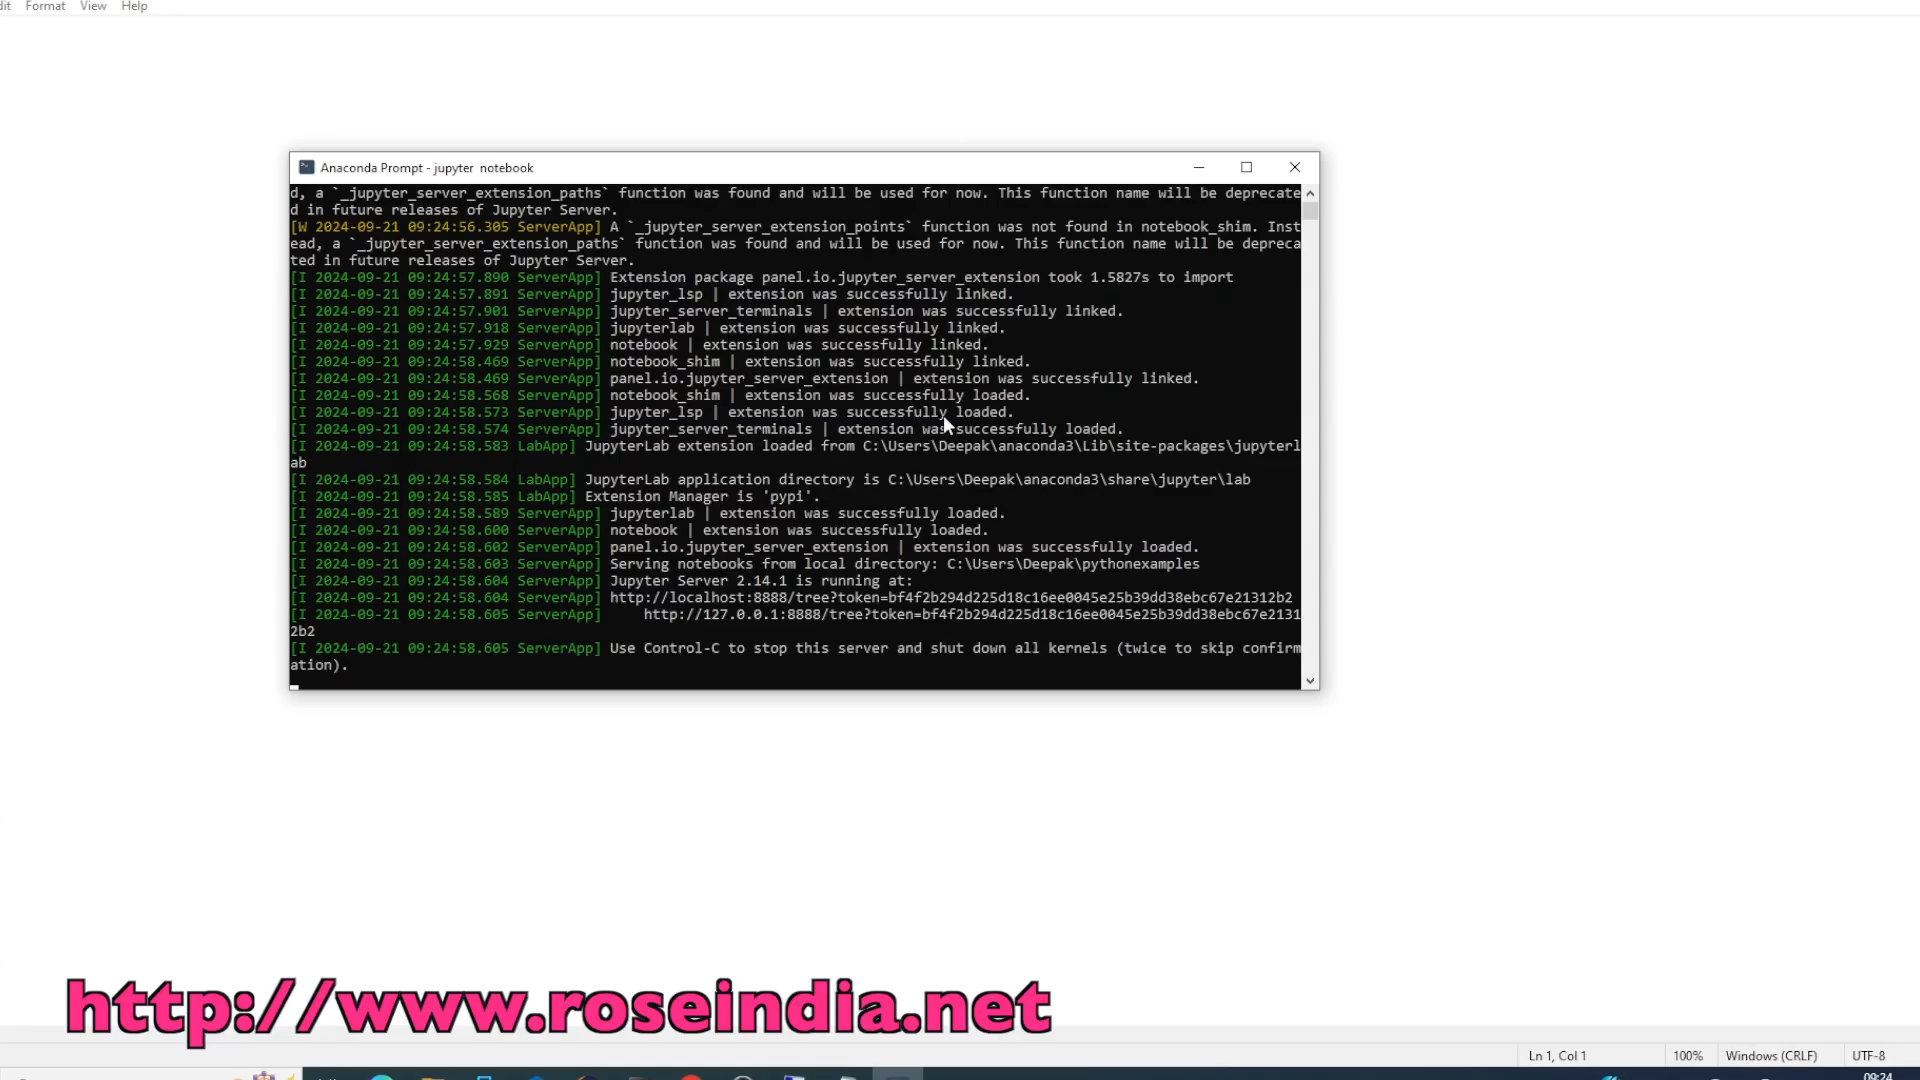 Format View Help
Anaconda Prompt - jupyter notebook
d, a `_jupyter_server_extension_paths` function was found and will be used for now. This function name will be deprecate
d in future releases of Jupyter Server.
[W 2024-09-21 09:24:56.305 ServerApp] A `_jupyter_server_extension_points` function was not found in notebook_shim. Inst
ead, a `_jupyter_server_extension_paths` function was found and will be used for now. This function name will be depreca
ted in future releases of Jupyter Server.
[I 2024-09-21 09:24:57.890 ServerApp] Extension package panel.io.jupyter_server_extension took 1.5827s to import
[I 2024-09-21 09:24:57.891 ServerApp] jupyter_lsp | extension was successfully linked.
[I 2024-09-21 09:24:57.901 ServerApp] jupyter_server_terminals | extension was successfully linked.
[I 2024-09-21 09:24:57.918 ServerApp] jupyterlab | extension was successfully linked.
[I 2024-09-21 09:24:57.929 ServerApp] notebook | extension was successfully linked.
[I 2024-09-21 09:24:58.469 ServerApp] notebook_shim | extension was successfully linked.
[I 2024-09-21 09:24:58.469 ServerApp] panel.io.jupyter_server_extension | extension was successfully linked.
[I 2024-09-21 09:24:58.568 ServerApp] notebook_shim | extension was successfully loaded.
[I 2024-09-21 09:24:58.573 ServerApp] jupyter_lsp | extension was successfully loaded.
[I 2024-09-21 09:24:58.574 ServerApp] jupyter_server_terminals | extension was successfully loaded.
[I 2024-09-21 09:24:58.583 LabApp] JupyterLab extension loaded from C:\Users\Deepak\anaconda3\Lib\site-packages\jupyterl
ab
[I 2024-09-21 09:24:58.584 LabApp] JupyterLab application directory is C:\Users\Deepak\anaconda3\share\jupyter\lab
[I 2024-09-21 09:24:58.585 LabApp] Extension Manager is 'pypi'.
[I 2024-09-21 09:24:58.589 ServerApp] jupyterlab | extension was successfully loaded.
[I 2024-09-21 09:24:58.600 ServerApp] notebook | extension was successfully loaded.
[I 2024-09-21 09:24:58.602 ServerApp] panel.io.jupyter_server_extension | extension was successfully loaded.
[I 2024-09-21 09:24:58.603 ServerApp] Serving notebooks from local directory: C:\Users\Deepak\pythonexamples
[I 2024-09-21 09:24:58.604 ServerApp] Jupyter Server 2.14.1 is running at:
[I 2024-09-21 09:24:58.604 ServerApp] http://localhost:8888/tree?token=bf4f2b294d225d18c16ee0045e25b39dd38ebc67e21312b2
[I 2024-09-21 09:24:58.605 ServerApp]     http://127.0.0.1:8888/tree?token=bf4f2b294d225d18c16ee0045e25b39dd38ebc67e2131
2b2
[I 2024-09-21 09:24:58.605 ServerApp] Use Control-C to stop this server and shut down all kernels (twice to skip confirm
ation).
http://www.roseindia.net
Ln 1, Col 1 100% Windows (CRLF) UTF-8
09:24